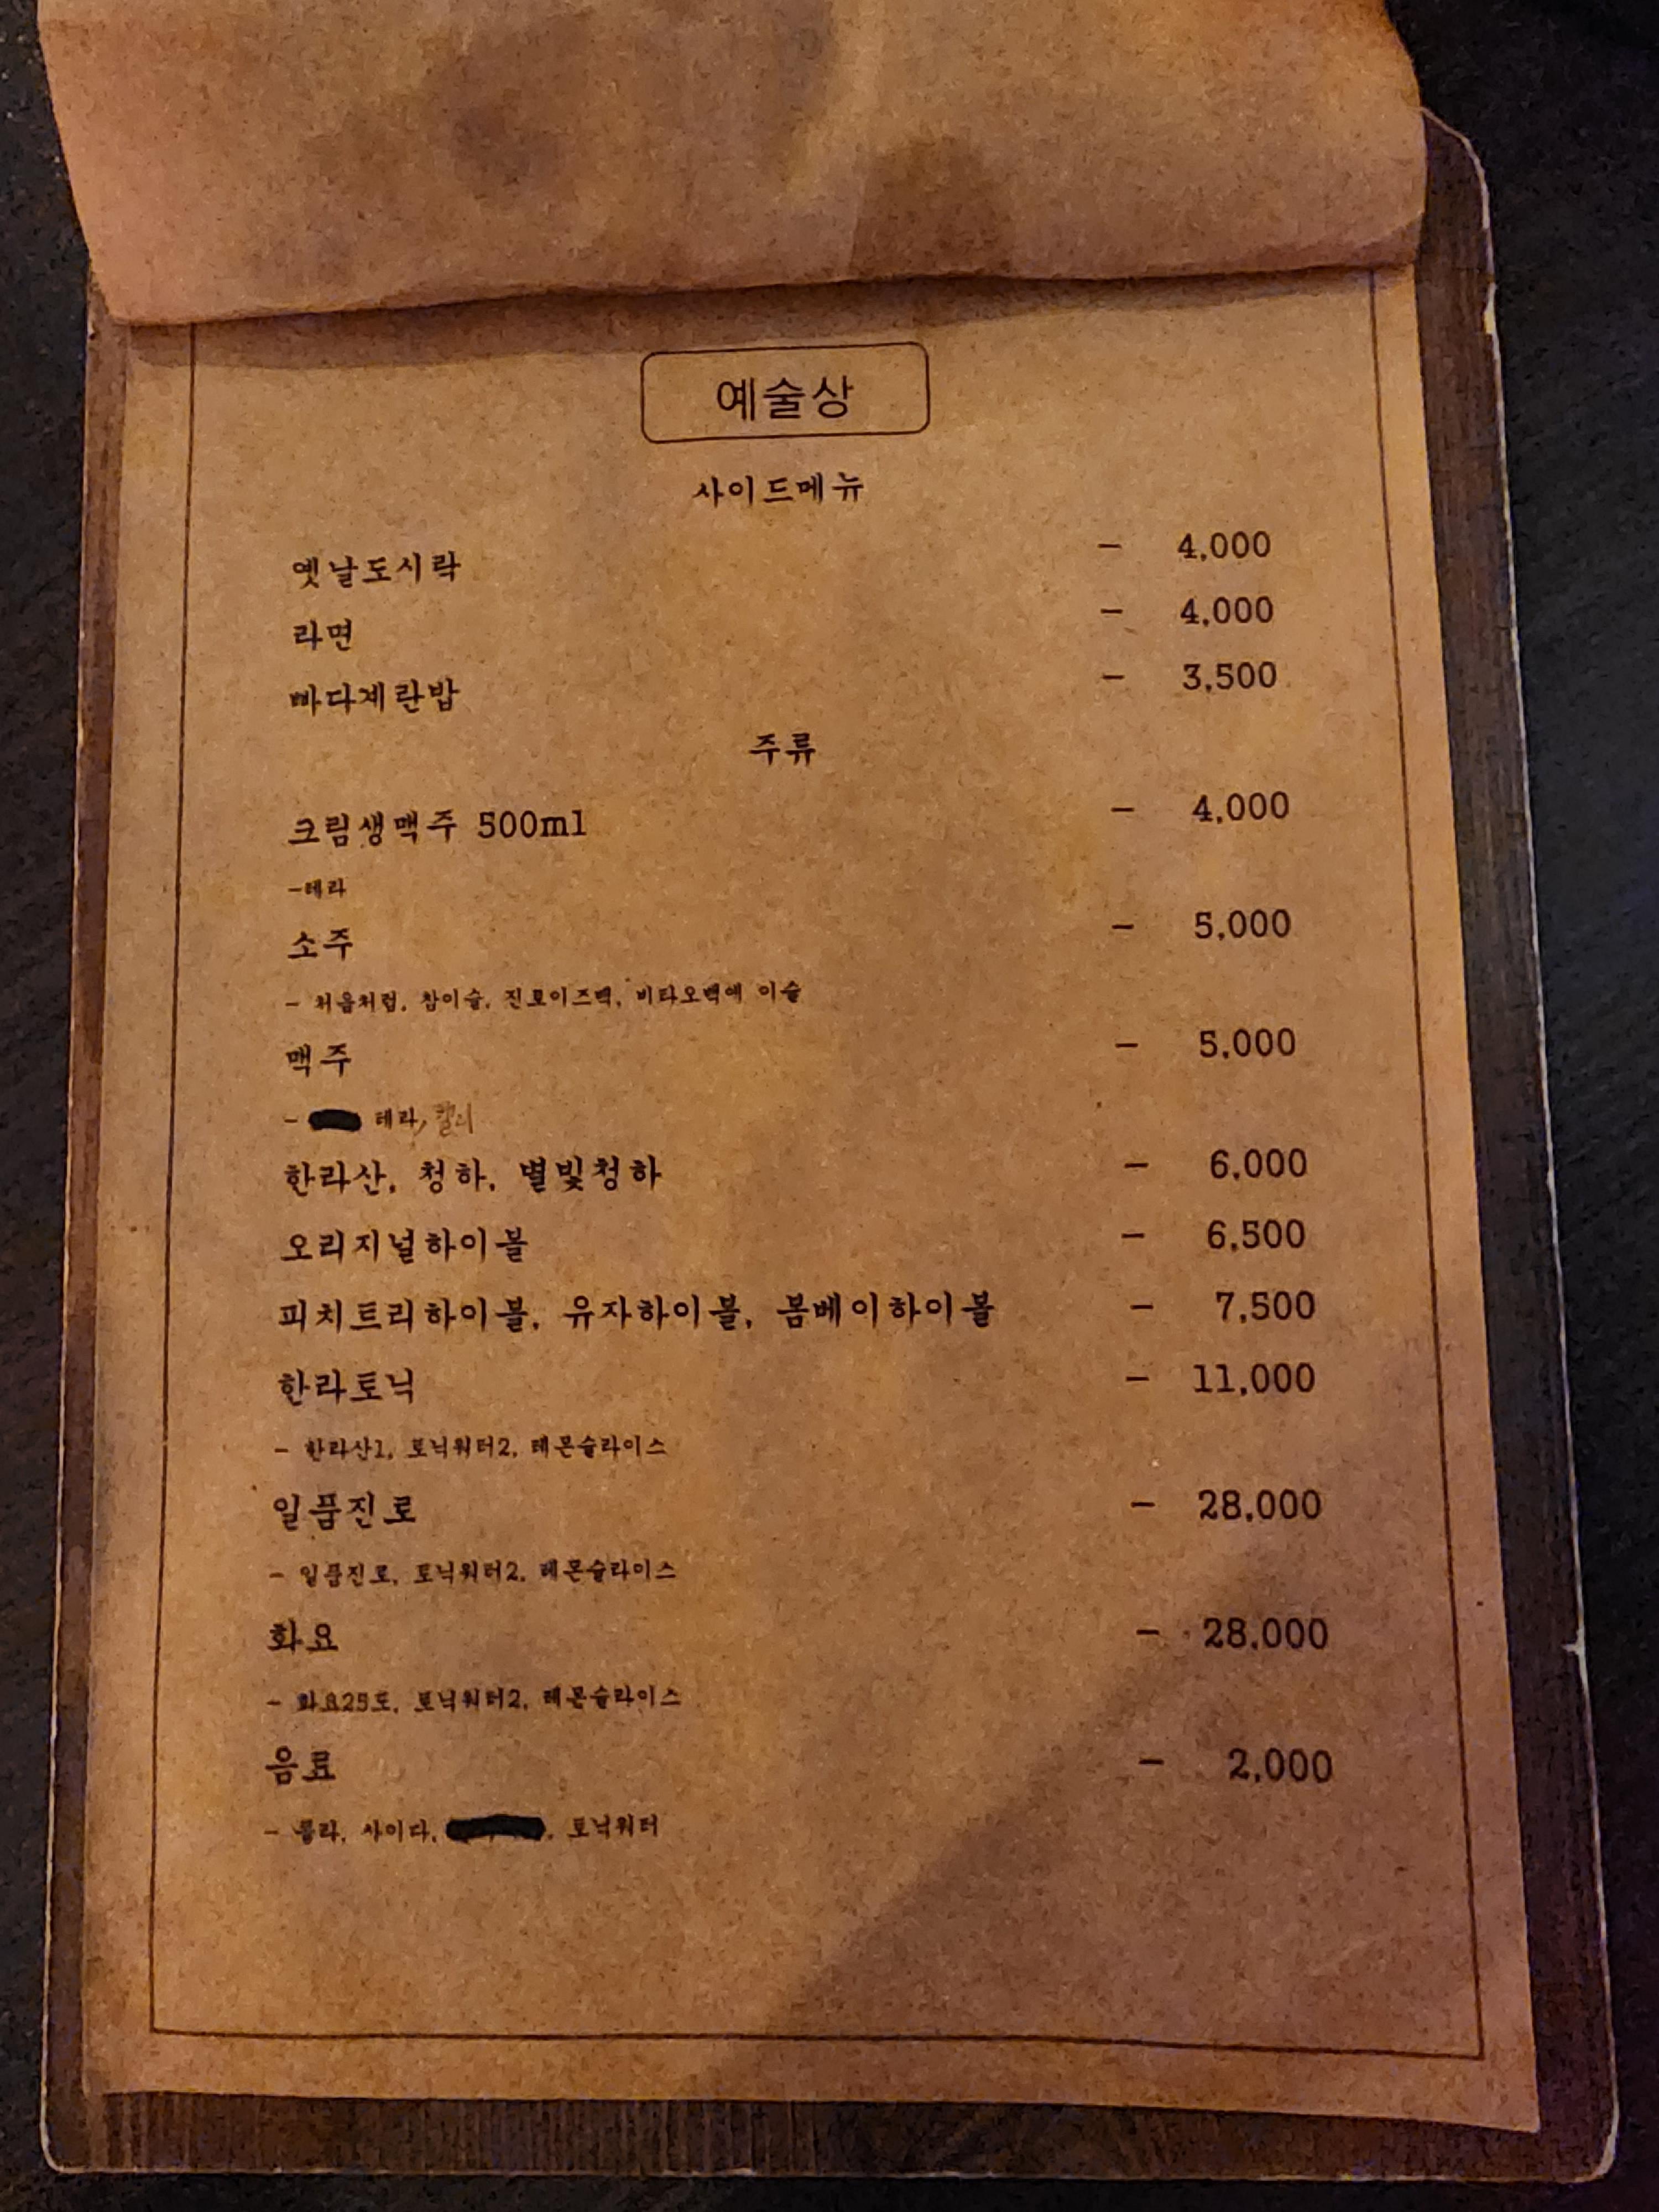 예술상
사이드메뉴
옛날도시락 - 4,000
라면 - 4,000
빠다계란밥 - 3,500
주류
크림생맥주 500ml - 4,000
-테라
소주 - 5,000
- 처음처럼, 참이슬, 진로이즈백, 비타오백에 이슬
맥주 - 5,000
- 테라, 켈리
한라산, 청하, 별빛청하 - 6,000
오리지널하이볼 - 6,500
피치트리하이볼, 유자하이볼, 봄베이하이볼 - 7,500
한라토닉 - 11,000
- 한라산1, 토닉워터2, 레몬슬라이스
일품진로 - 28,000
- 일품진로, 토닉워터2, 레몬슬라이스
화요 - 28,000
- 화요25도, 토닉워터2, 레몬슬라이스
음료 - 2,000
- 콜라, 사이다, , 토닉워터